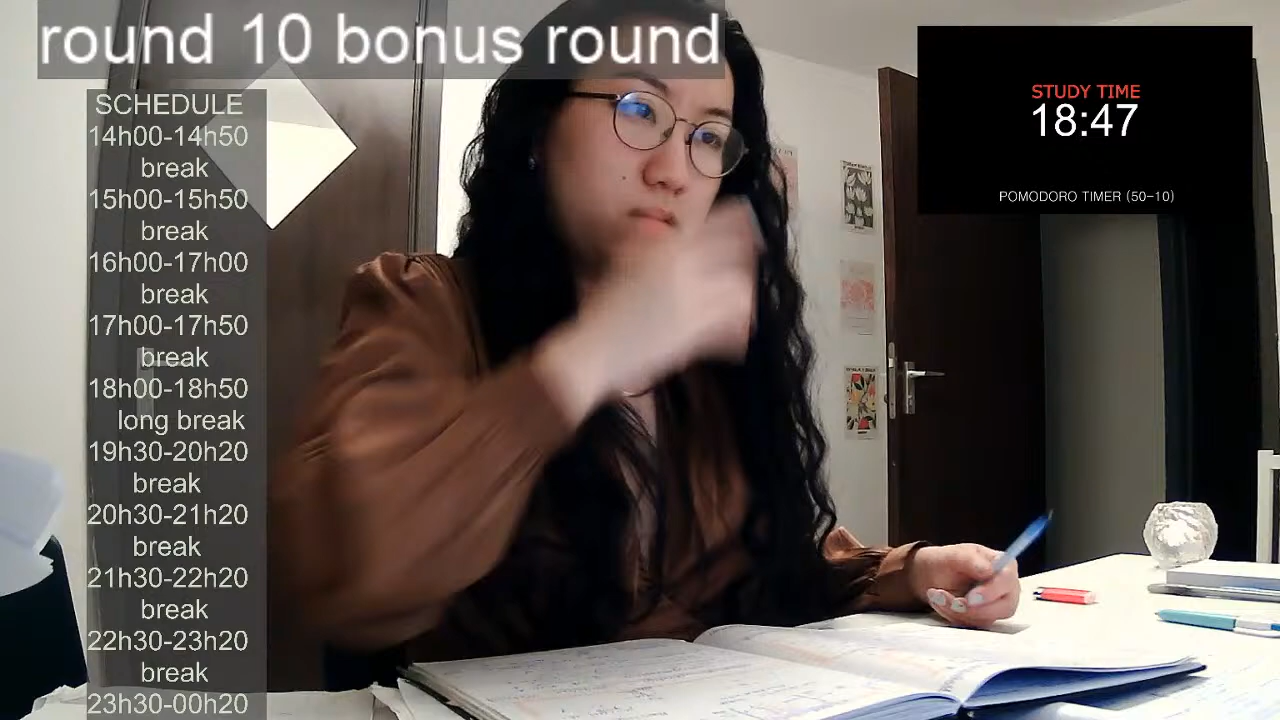 round 10 bonus round
SCHEDULE
14h00-14h50
break
15h00-15h50
break
16h00-17h00
break
17h00-17h50
break
18h00-18h50
long break
19h30-20h20
break
20h30-21h20
break
21h30-22h20
break
22h30-23h20
break
23h30-00h20
STUDY TIME
18:47
POMODORO TIMER (50-10)